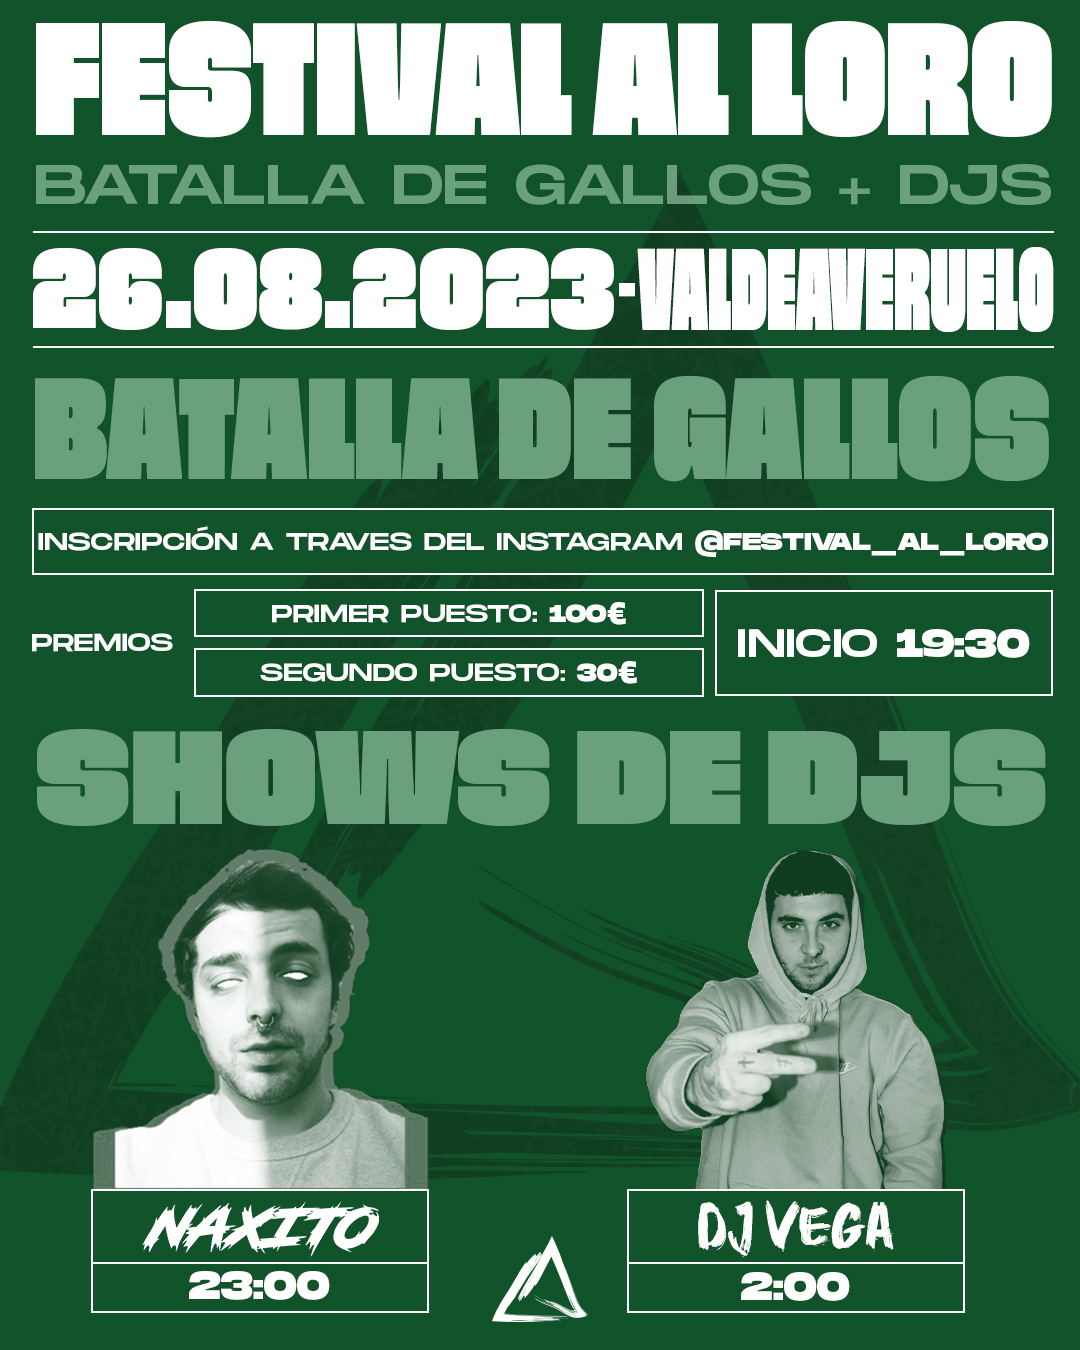 FESTIVAL AL LORO
BATALLA DE GALLOS + DJS
26.08.2023-VALDEAVERUELO
BATALLA DE GALLOS
INSCRIPCIÓN A TRAVES DEL INSTAGRAM @FESTIVAL_AL_LORO
PREMIOS
PRIMER PUESTO: 100€
SEGUNDO PUESTO: 30€
INICIO 19:30
SHOWS DE DJS
NAXITO
23:00
DJ VEGA
2:00